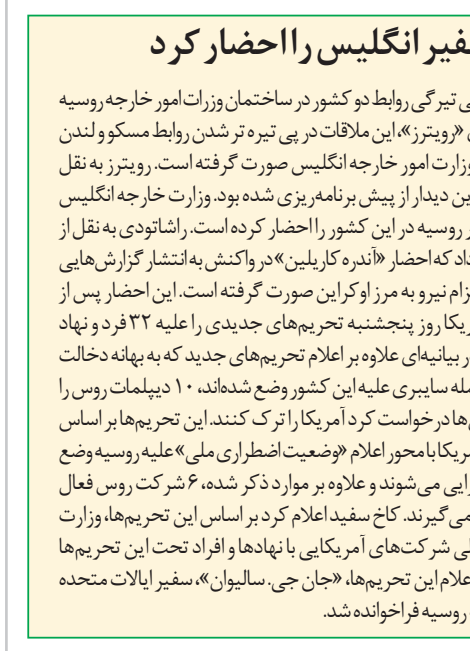 فیر انگلیس را احضار کرد
ی تیرگی روابط دو کشور در ساختمان وزرات امور خارجه روسیه
«رویترز»، این ملاقات در پی تیره تر شدن روابط مسکو و لندن
وزارت امور خارجه انگلیس صورت گرفته است. رویترز به نقل
ین دیدار از پیش برنامه‌ریزی شده بود. وزارت خارجه انگلیس
ر روسیه در این کشور را احضار کرده است. راشاتودی به نقل از
داد که احضار «آندره کاریلین» در واکنش به انتشار گزارش‌هایی
زام نیرو به مرز اوکراین صورت گرفته است. این احضار پس از
ریکا روز پنجشنبه تحریم‌های جدیدی را علیه ۳۲ فرد و نهاد
ر بیانیه‌ای علاوه بر اعلام تحریم‌های جدید که به بهانه دخالت
مله سایبری علیه این کشور وضع شده‌اند، ۱۰ دیپلمات روس را
‌ها درخواست کرد آمریکا را ترک کنند. این تحریم‌ها بر اساس
مریکا با محور اعلام «وضعیت اضطراری ملی» علیه روسیه وضع
رایی می‌شوند و علاوه بر موارد ذکر شده، ۶ شرکت روس فعال
می‌گیرند. کاخ سفید اعلام کرد بر اساس این تحریم‌ها، وزارت
لی شرکت‌های آمریکایی با نهادها و افراد تحت این تحریم‌ها
علام این تحریم‌ها، «جان جی. سالیوان»، سفیر ایالات متحده
روسیه فراخوانده شد.